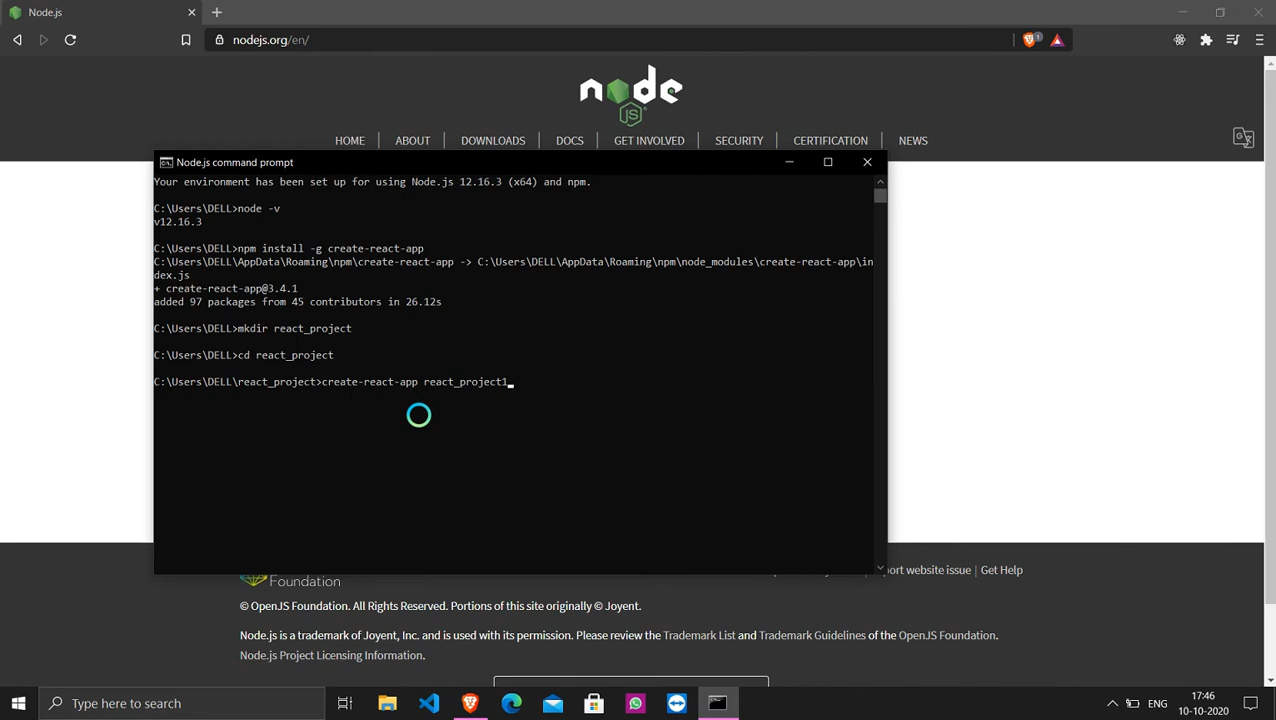 Node.js
nodejs.org/en/
1
node
JS
HOME
ABOUT
DOWNLOADS
DOCS
GET INVOLVED
SECURITY
CERTIFICATION
NEWS
Node.js command prompt
Your environment has been set up for using Node.js 12.16.3 (x64) and npm.
C:\Users\DELL>node -v
v12.16.3
C:\Users\DELL>npm install -g create-react-app
C:\Users\DELL\AppData\Roaming\npm\create-react-app -> C:\Users\DELL\AppData\Roaming\npm\node_modules\create-react-app\in
dex.js
+ create-react-app@3.4.1
added 97 packages from 45 contributors in 26.12s
C:\Users\DELL>mkdir react_project
C:\Users\DELL>cd react_project
C:\Users\DELL\react_project>create-react-app react_project1
Foundation
port website issue | Get Help
© OpenJS Foundation. All Rights Reserved. Portions of this site originally © Joyent.
Node.js is a trademark of Joyent, Inc. and is used with its permission. Please review the Trademark List and Trademark Guidelines of the OpenJS Foundation.
Node.js Project Licensing Information.
Type here to search
ENG
17:46
10-10-2020